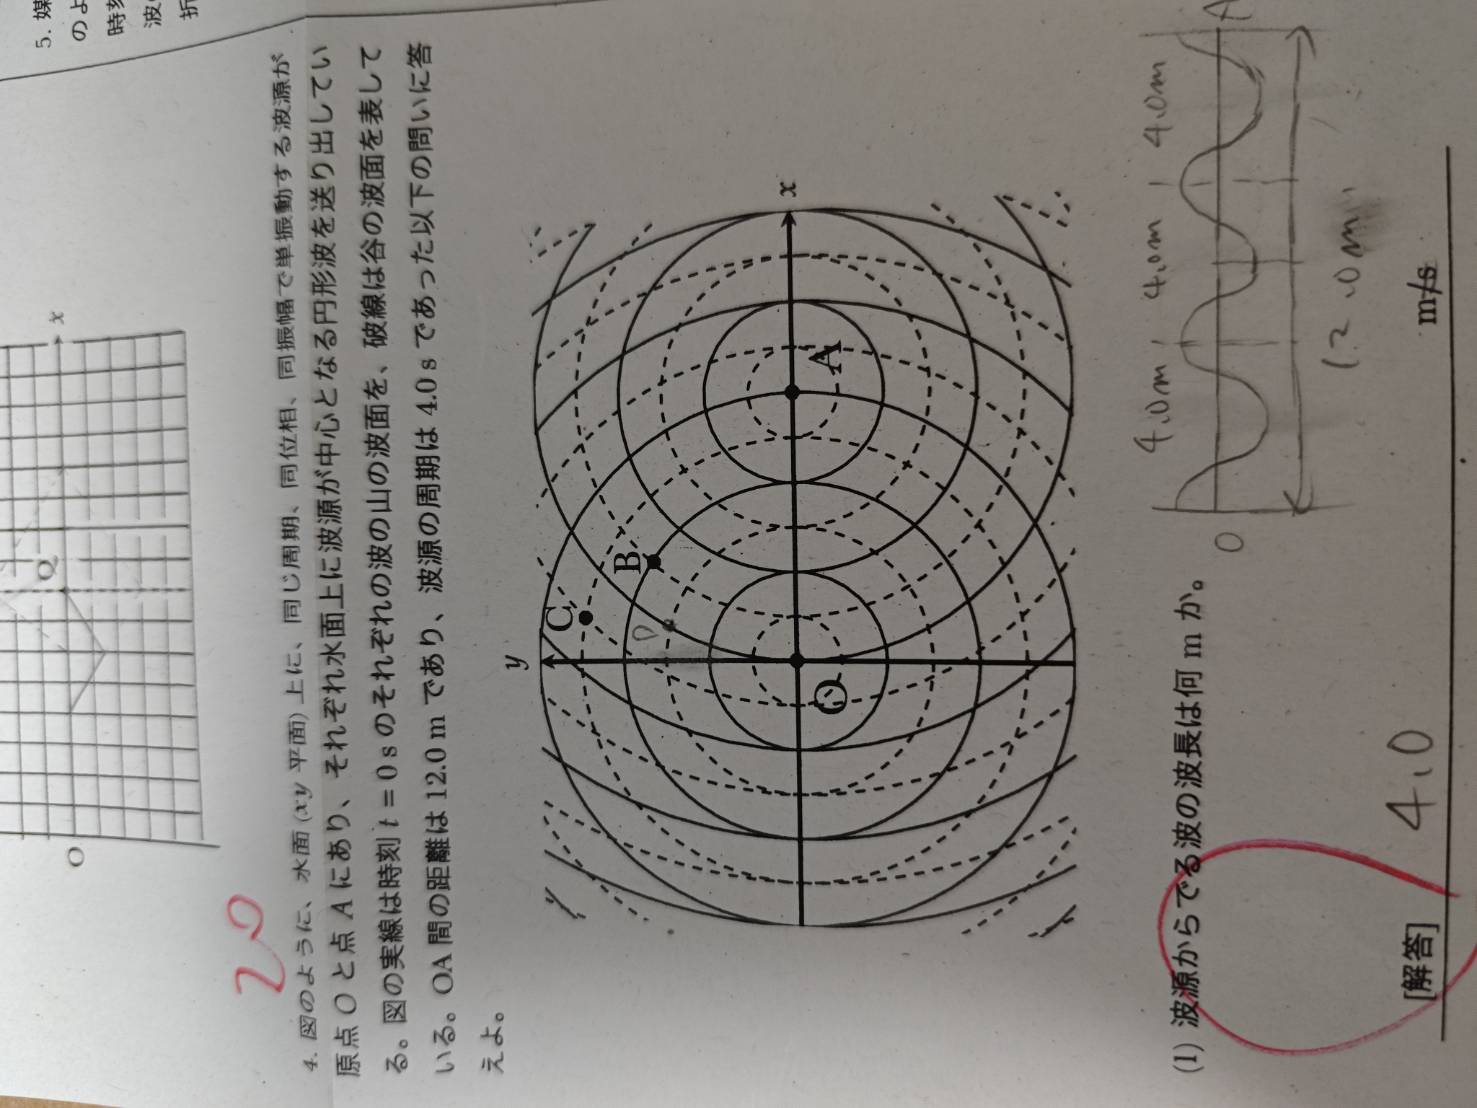 Q
x
O
5. 媒
のよ
時刻
波の
折
20
4. 図のように、水面 (xy 平面) 上に、同じ周期、同位相、同振幅で単振動する波源が
原点 O と点 A にあり、それぞれ水面上に波源が中心となる円形波を送り出してい
る。図の実線は時刻 t = 0 s のそれぞれの波の山の波面を、破線は谷の波面を表して
いる。OA 間の距離は 12.0 m であり、波源の周期は 4.0 s であった以下の問いに答
えよ。
y
C
B
D
x
O
A
4.0m 4.0m 4.0m
(1) 波源からでる波の波長は何 m か。
O
A
12.0m
[解答] 4.0 m/s